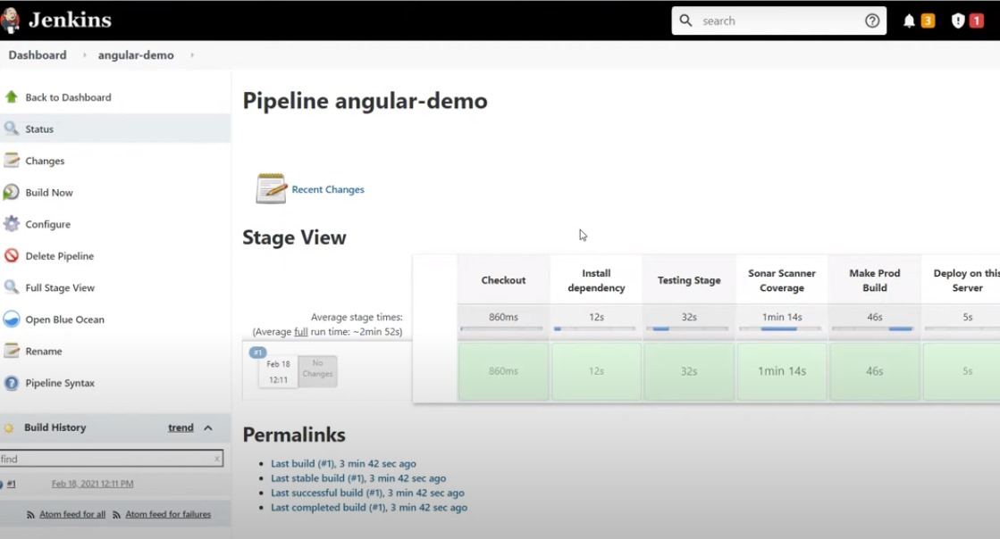 Jenkins
search
3
1
Dashboard
angular-demo
Back to Dashboard
Status
Changes
Build Now
Configure
Delete Pipeline
Full Stage View
Open Blue Ocean
Rename
Pipeline Syntax
Build History
trend
find
x
#1
Feb 18, 2021 12:11 PM
Atom feed for all
Atom feed for failures
Pipeline angular-demo
Recent Changes
Stage View
Checkout
Install
dependency
Testing Stage
Sonar Scanner
Coverage
Make Prod
Build
Deploy on this
Server
Average stage times:
(Average full run time: ~2min 52s)
860ms
12s
32s
1min 14s
46s
5s
#1
Feb 18
12:11
No
Changes
860ms
12s
32s
1min 14s
46s
5s
Permalinks
Last build (#1), 3 min 42 sec ago
Last stable build (#1), 3 min 42 sec ago
Last successful build (#1), 3 min 42 sec ago
Last completed build (#1), 3 min 42 sec ago